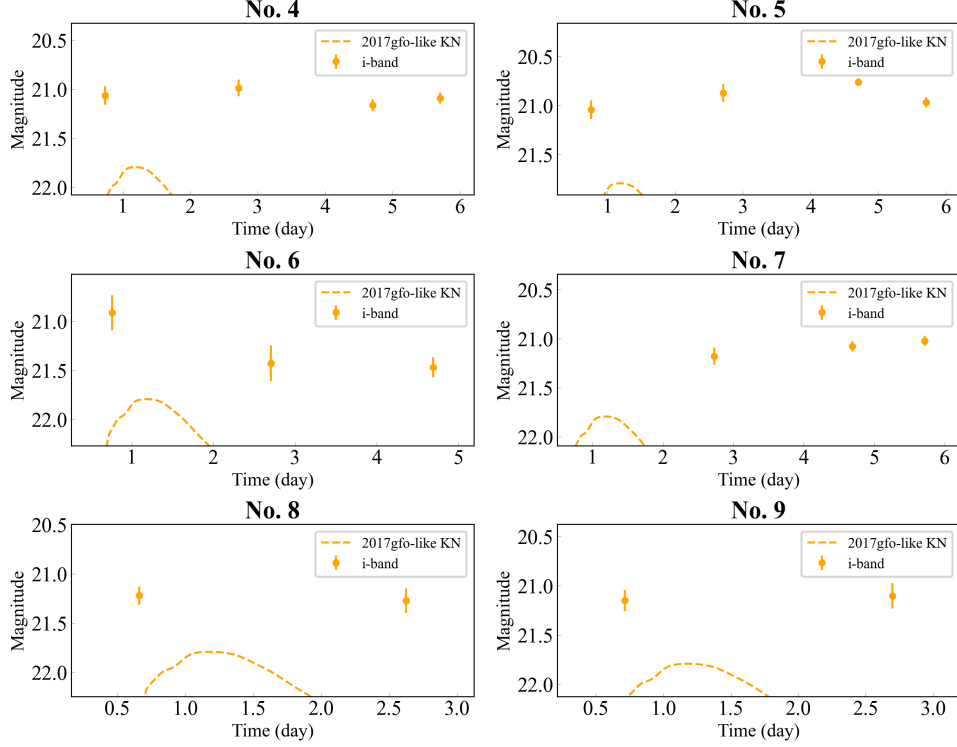 No. 4
20.5
21.0
21.5
22.0
Magnitude
2017gfo-like KN
i-band
1 2 3 4 5 6
Time (day)
No. 5
20.5
21.0
21.5
Magnitude
2017gfo-like KN
i-band
1 2 3 4 5 6
Time (day)
No. 6
21.0
21.5
22.0
Magnitude
2017gfo-like KN
i-band
1 2 3 4 5
Time (day)
No. 7
20.5
21.0
21.5
22.0
Magnitude
2017gfo-like KN
i-band
1 2 3 4 5 6
Time (day)
No. 8
20.5
21.0
21.5
22.0
Magnitude
2017gfo-like KN
i-band
0.5 1.0 1.5 2.0 2.5 3.0
Time (day)
No. 9
20.5
21.0
21.5
22.0
Magnitude
2017gfo-like KN
i-band
0.5 1.0 1.5 2.0 2.5 3.0
Time (day)